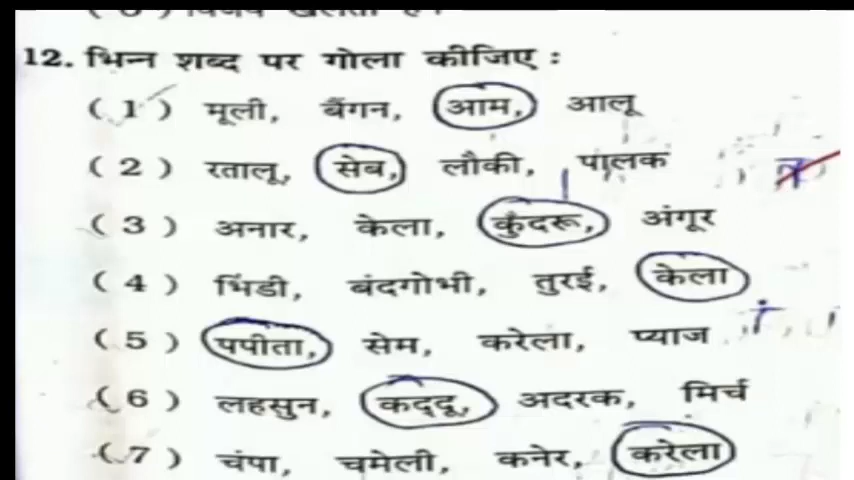 12. भिन्न शब्द पर गोला कीजिए :
( 1 ) मूली, बैंगन, आम, आलू
( 2 ) रतालू, सेब, लौकी, पालक
( 3 ) अनार, केला, कुंदरू, अंगूर
( 4 ) भिंडी, बंदगोभी, तुरई, केला
( 5 ) पपीता, सेम, करेला, प्याज
( 6 ) लहसुन, कद्दू, अदरक, मिर्च
( 7 ) चंपा, चमेली, कनेर, करेला